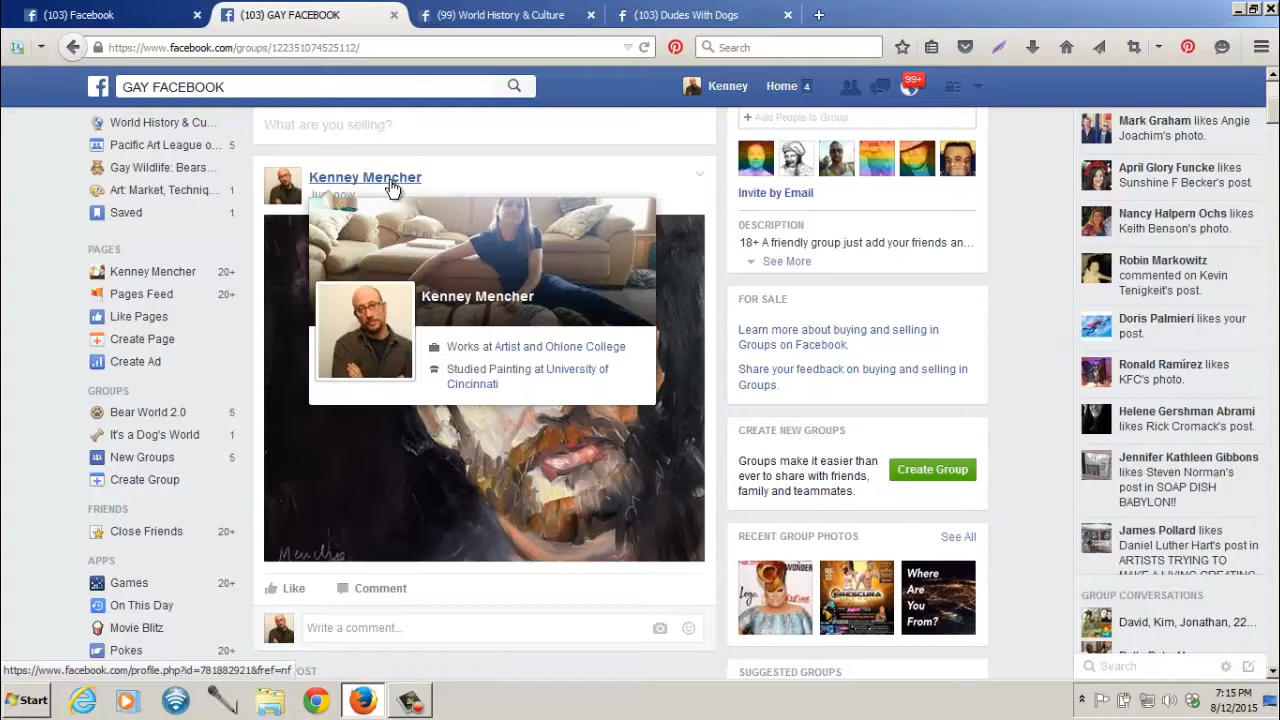 (103) Facebook
(103) GAY FACEBOOK
(99) World History & Culture
(103) Dudes With Dogs
https://www.facebook.com/groups/122351074525112/
Search
GAY FACEBOOK
Kenney
Home 4
99+
World History & Cu...
Pacific Art League o... 5
Gay Wildlife: Bears...
Art: Market, Techniq... 1
Saved 1
PAGES
Kenney Mencher 20+
Pages Feed 20+
Like Pages
Create Page
Create Ad
GROUPS
Bear World 2.0 5
It's a Dog's World 1
New Groups 5
Create Group
FRIENDS
Close Friends 20+
APPS
Games 20+
On This Day 20+
Movie Blitz 20+
Pokes 20+
What are you selling?
Kenney Mencher
Just now
Kenney Mencher
Works at Artist and Ohlone College
Studied Painting at University of
Cincinnati
Mencher
Like Comment
Write a comment...
+ Add People to Group
Invite by Email
DESCRIPTION
18+ A friendly group just add your friends an...
See More
FOR SALE
Learn more about buying and selling in
Groups on Facebook.
Share your feedback on buying and selling in
Groups.
CREATE NEW GROUPS
Groups make it easier than
ever to share with friends,
family and teammates.
Create Group
RECENT GROUP PHOTOS See All
Where
Are
You
From?
SUGGESTED GROUPS
Mark Graham likes Angie
Joachim's photo.
April Glory Funcke likes
Sunshine F Becker's photo.
Nancy Halpern Ochs likes
Keith Benson's photo.
Robin Markowitz
commented on Kevin
Tenigkeit's photo.
Doris Palmieri likes your
post.
Ronald Ramírez likes
KFC's photo.
Helene Gershman Abrami
likes Rick Cromack's post.
Jennifer Kathleen Gibbons
likes Steven Norman's
post in SOAP DISH
BABYLON!!
James Pollard likes
Daniel Luther Hart's post in
ARTISTS TRYING TO
MAKE A LIVING CREATING
GROUP CONVERSATIONS
David, Kim, Jonathan, 22...
Search
https://www.facebook.com/profile.php?id=781882921&fref=nf
OST
Start
7:15 PM
8/12/2015